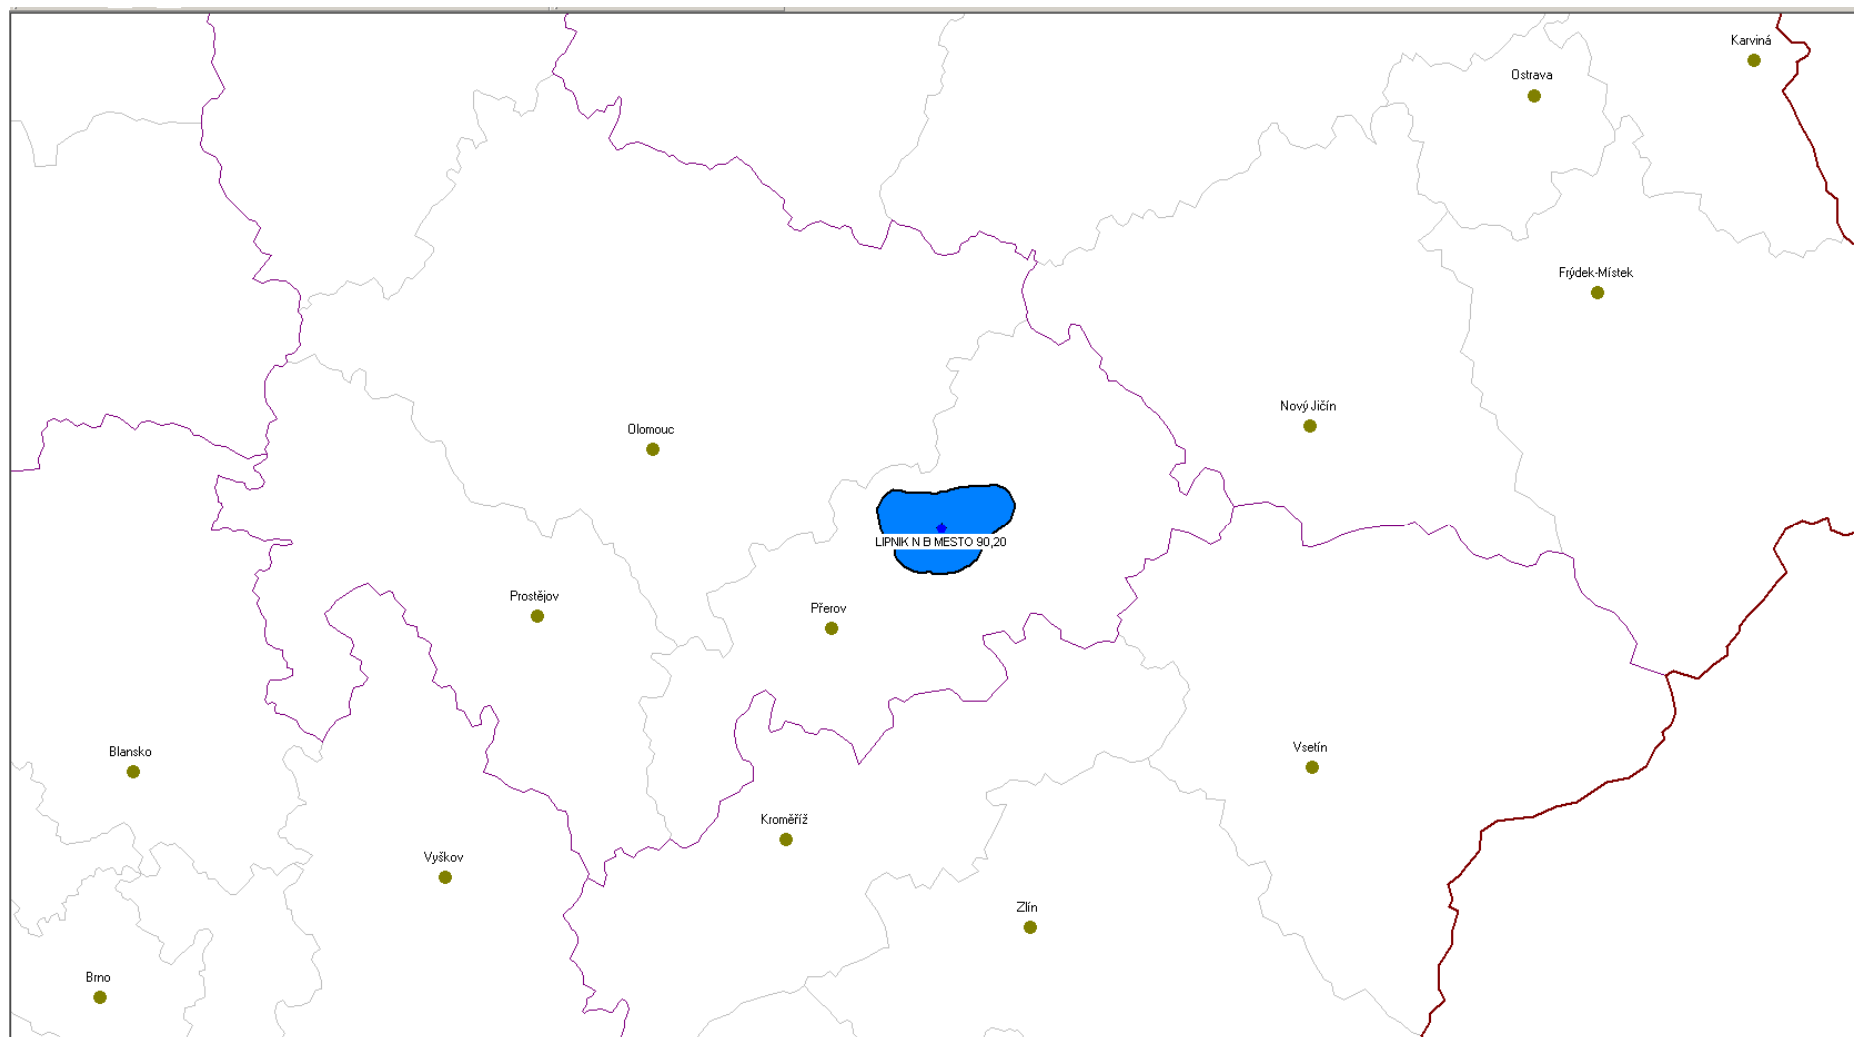 Karviná
Ostrava
Frýdek-Místek
Nový Jičín
Olomouc
LIPNIK N B MESTO 90,20
Prostějov
Přerov
Blansko
Vsetín
Kroměříž
Vyškov
Zlín
Brno